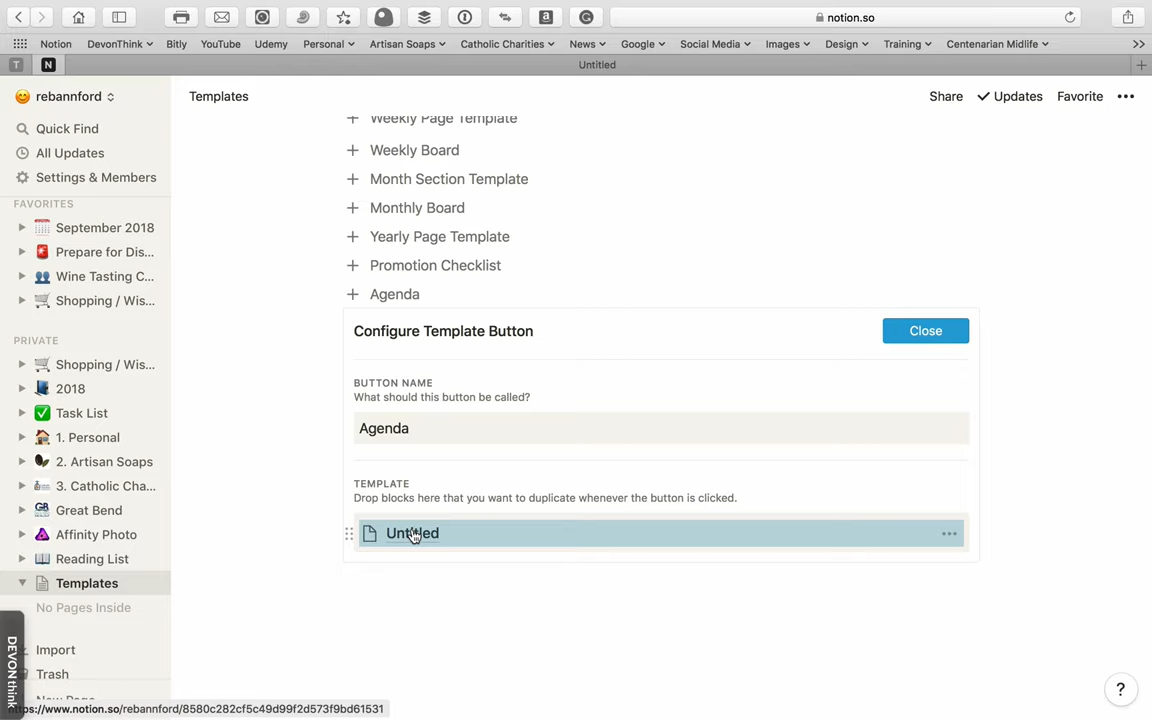 notion.so
Notion DevonThink Bitly YouTube Udemy Personal Artisan Soaps Catholic Charities News Google Social Media Images Design Training Centenarian Midlife
T N Untitled
rebannford
Templates
Share Updates Favorite
Quick Find
All Updates
Settings & Members
FAVORITES
September 2018
Prepare for Dis...
Wine Tasting C...
Shopping / Wis...
PRIVATE
Shopping / Wis...
2018
Task List
1. Personal
2. Artisan Soaps
3. Catholic Cha...
GB Great Bend
Affinity Photo
Reading List
Templates
No Pages Inside
Import
Trash
New Page
DEVONthink
Weekly Page Template
Weekly Board
Month Section Template
Monthly Board
Yearly Page Template
Promotion Checklist
Agenda
Configure Template Button
Close
BUTTON NAME
What should this button be called?
Agenda
TEMPLATE
Drop blocks here that you want to duplicate whenever the button is clicked.
Untitled
?
https://www.notion.so/rebannford/8580c282cf5c49d99f2d573f9bd61531